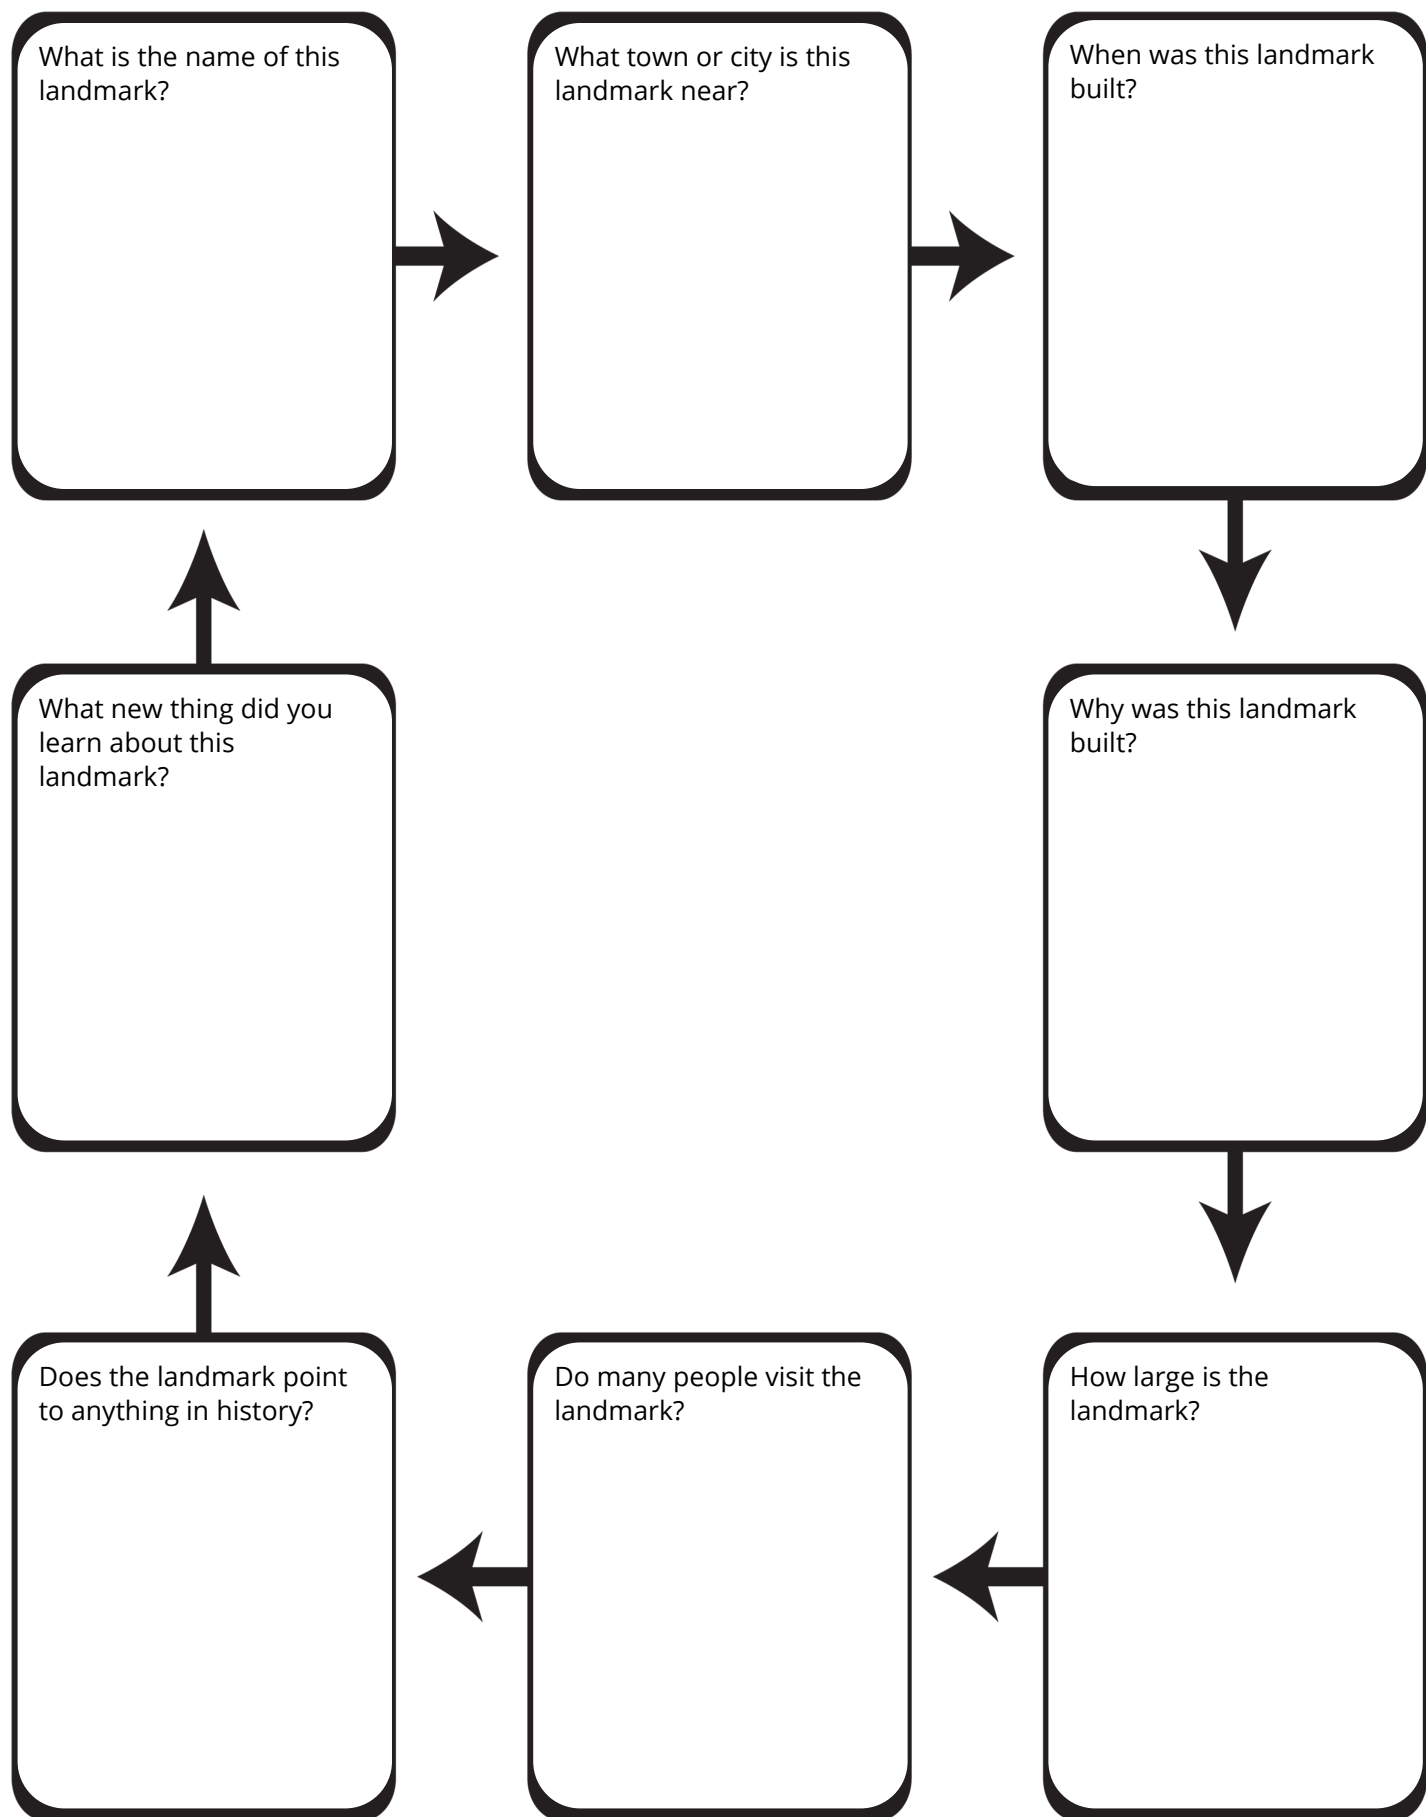 What is the name of this
landmark?
What town or city is this
landmark near?
When was this landmark
built?
Why was this landmark
built?
How large is the
landmark?
Do many people visit the
landmark?
Does the landmark point
to anything in history?
What new thing did you
learn about this
landmark?